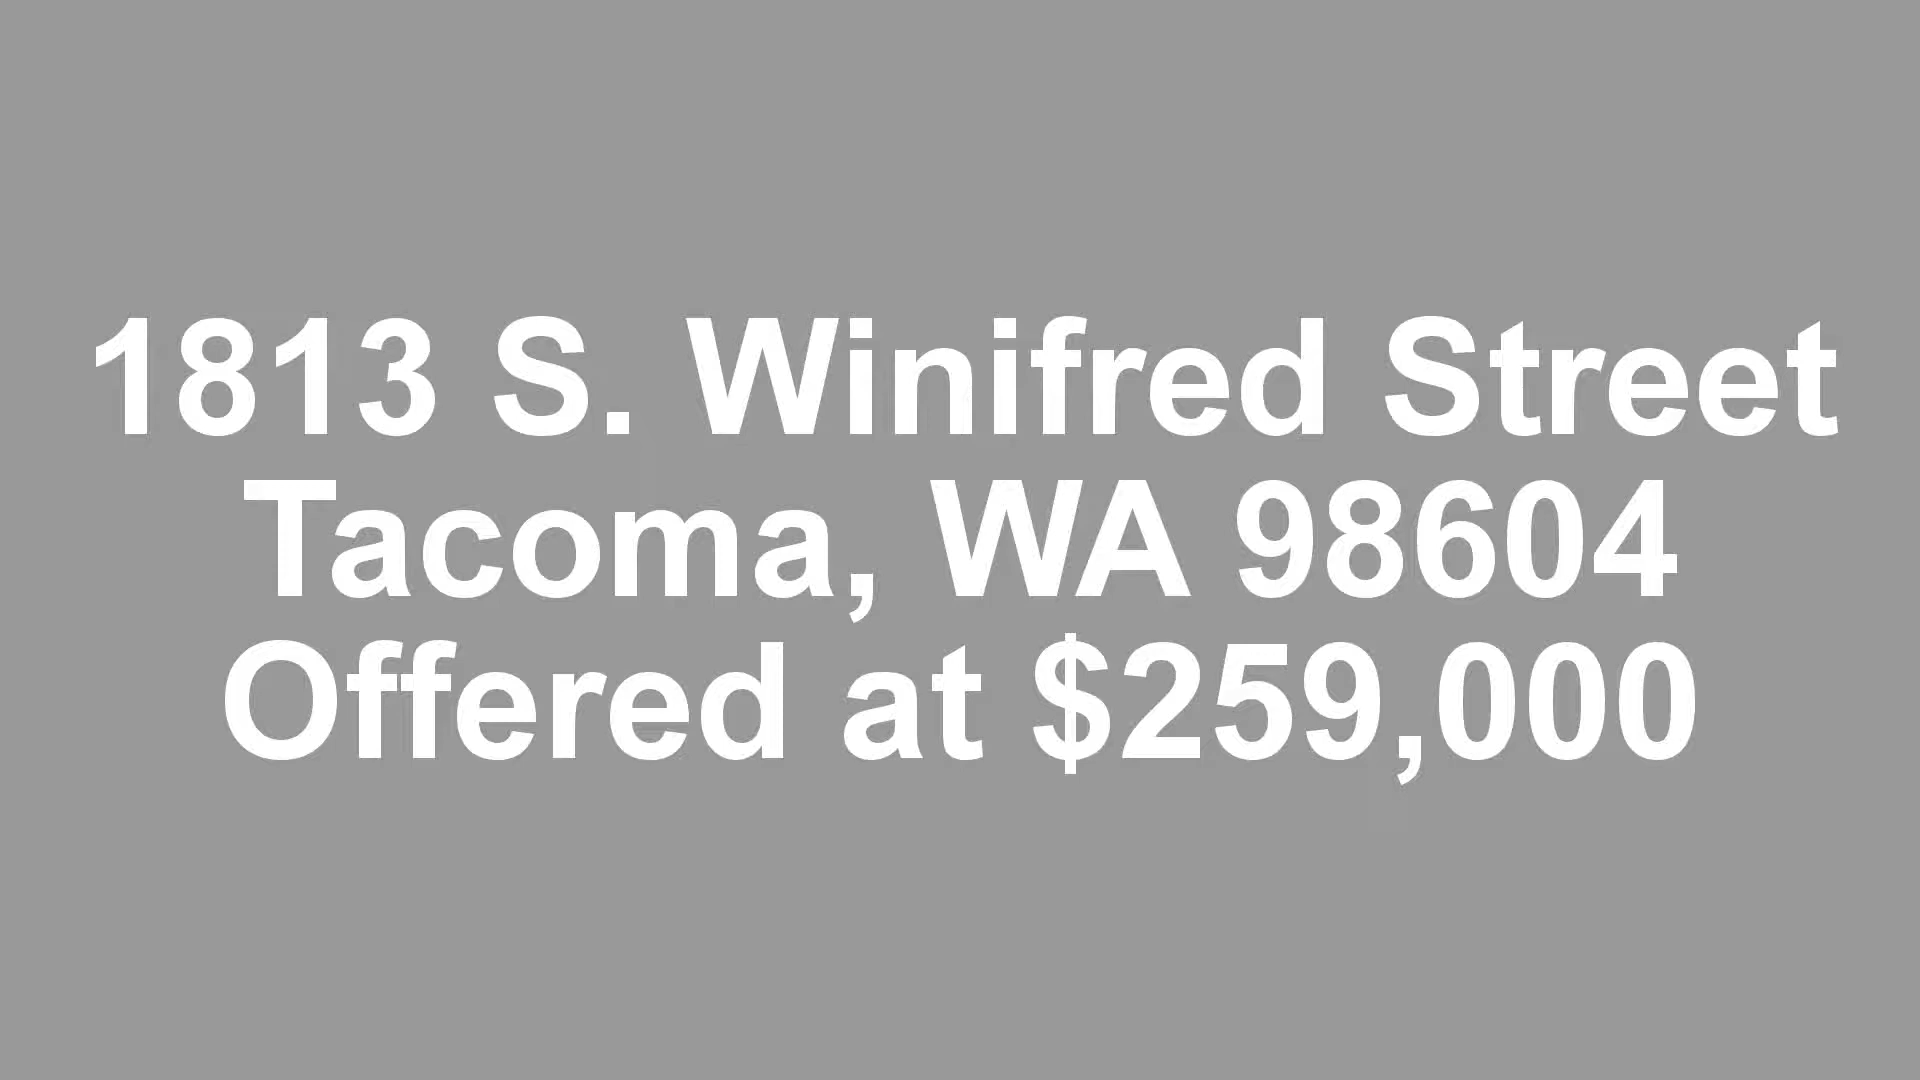 1813 S. Winifred Street
Tacoma, WA 98604
Offered at $259,000